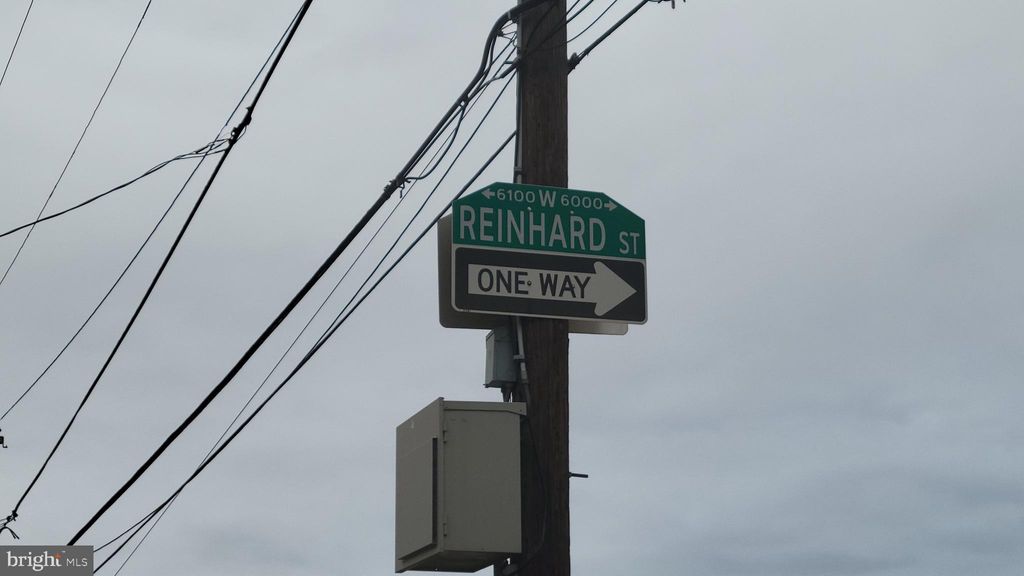 ←6100 W 6000→
REINHARD ST
ONE WAY
bright MLS